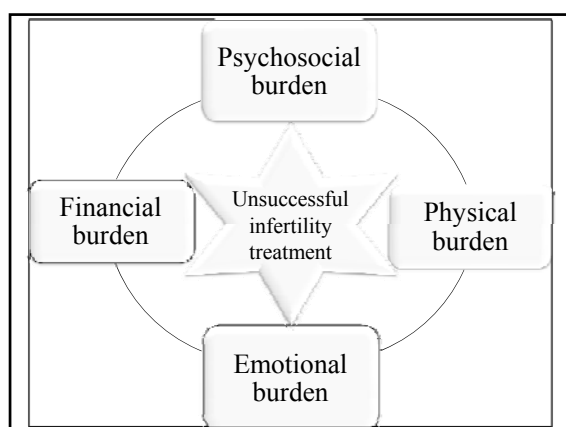 Psychosocial
burden
Financial
burden
Unsuccessful
infertility
treatment
Physical
burden
Emotional
burden